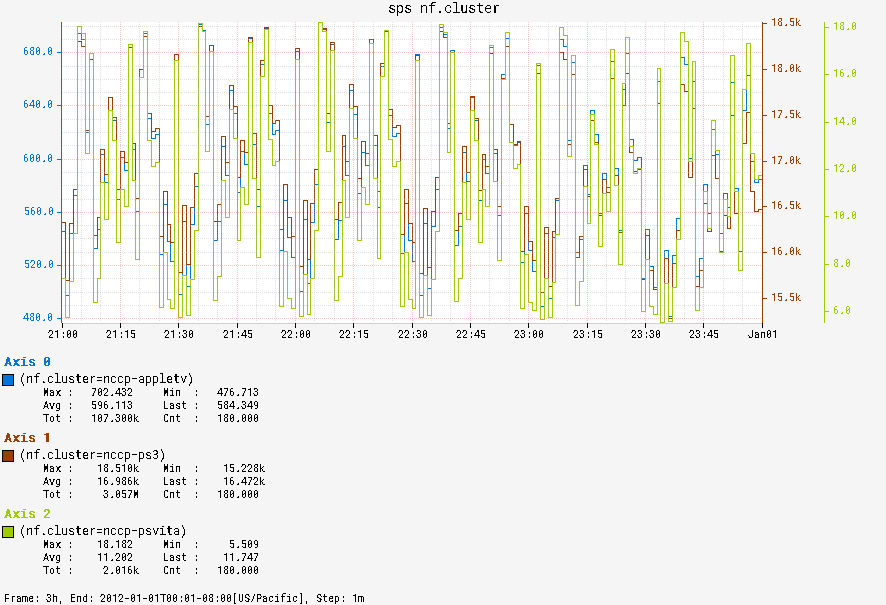 sps nf.cluster
680.0
640.0
600.0
560.0
520.0
480.0
18.5k
18.0k
17.5k
17.0k
16.5k
16.0k
15.5k
18.0
16.0
14.0
12.0
10.0
8.0
6.0
21:00 21:15 21:30 21:45 22:00 22:15 22:30 22:45 23:00 23:15 23:30 23:45 Jan01
Axis 0
(nf.cluster=nccp-appletv)
Max : 702.432 Min : 476.713
Avg : 596.113 Last : 584.349
Tot : 107.300k Cnt : 180.000
Axis 1
(nf.cluster=nccp-ps3)
Max : 18.510k Min : 15.228k
Avg : 16.986k Last : 16.472k
Tot : 3.057M Cnt : 180.000
Axis 2
(nf.cluster=nccp-psvita)
Max : 18.182 Min : 5.509
Avg : 11.202 Last : 11.747
Tot : 2.016k Cnt : 180.000
Frame: 3h, End: 2012-01-01T00:01-08:00[US/Pacific], Step: 1m